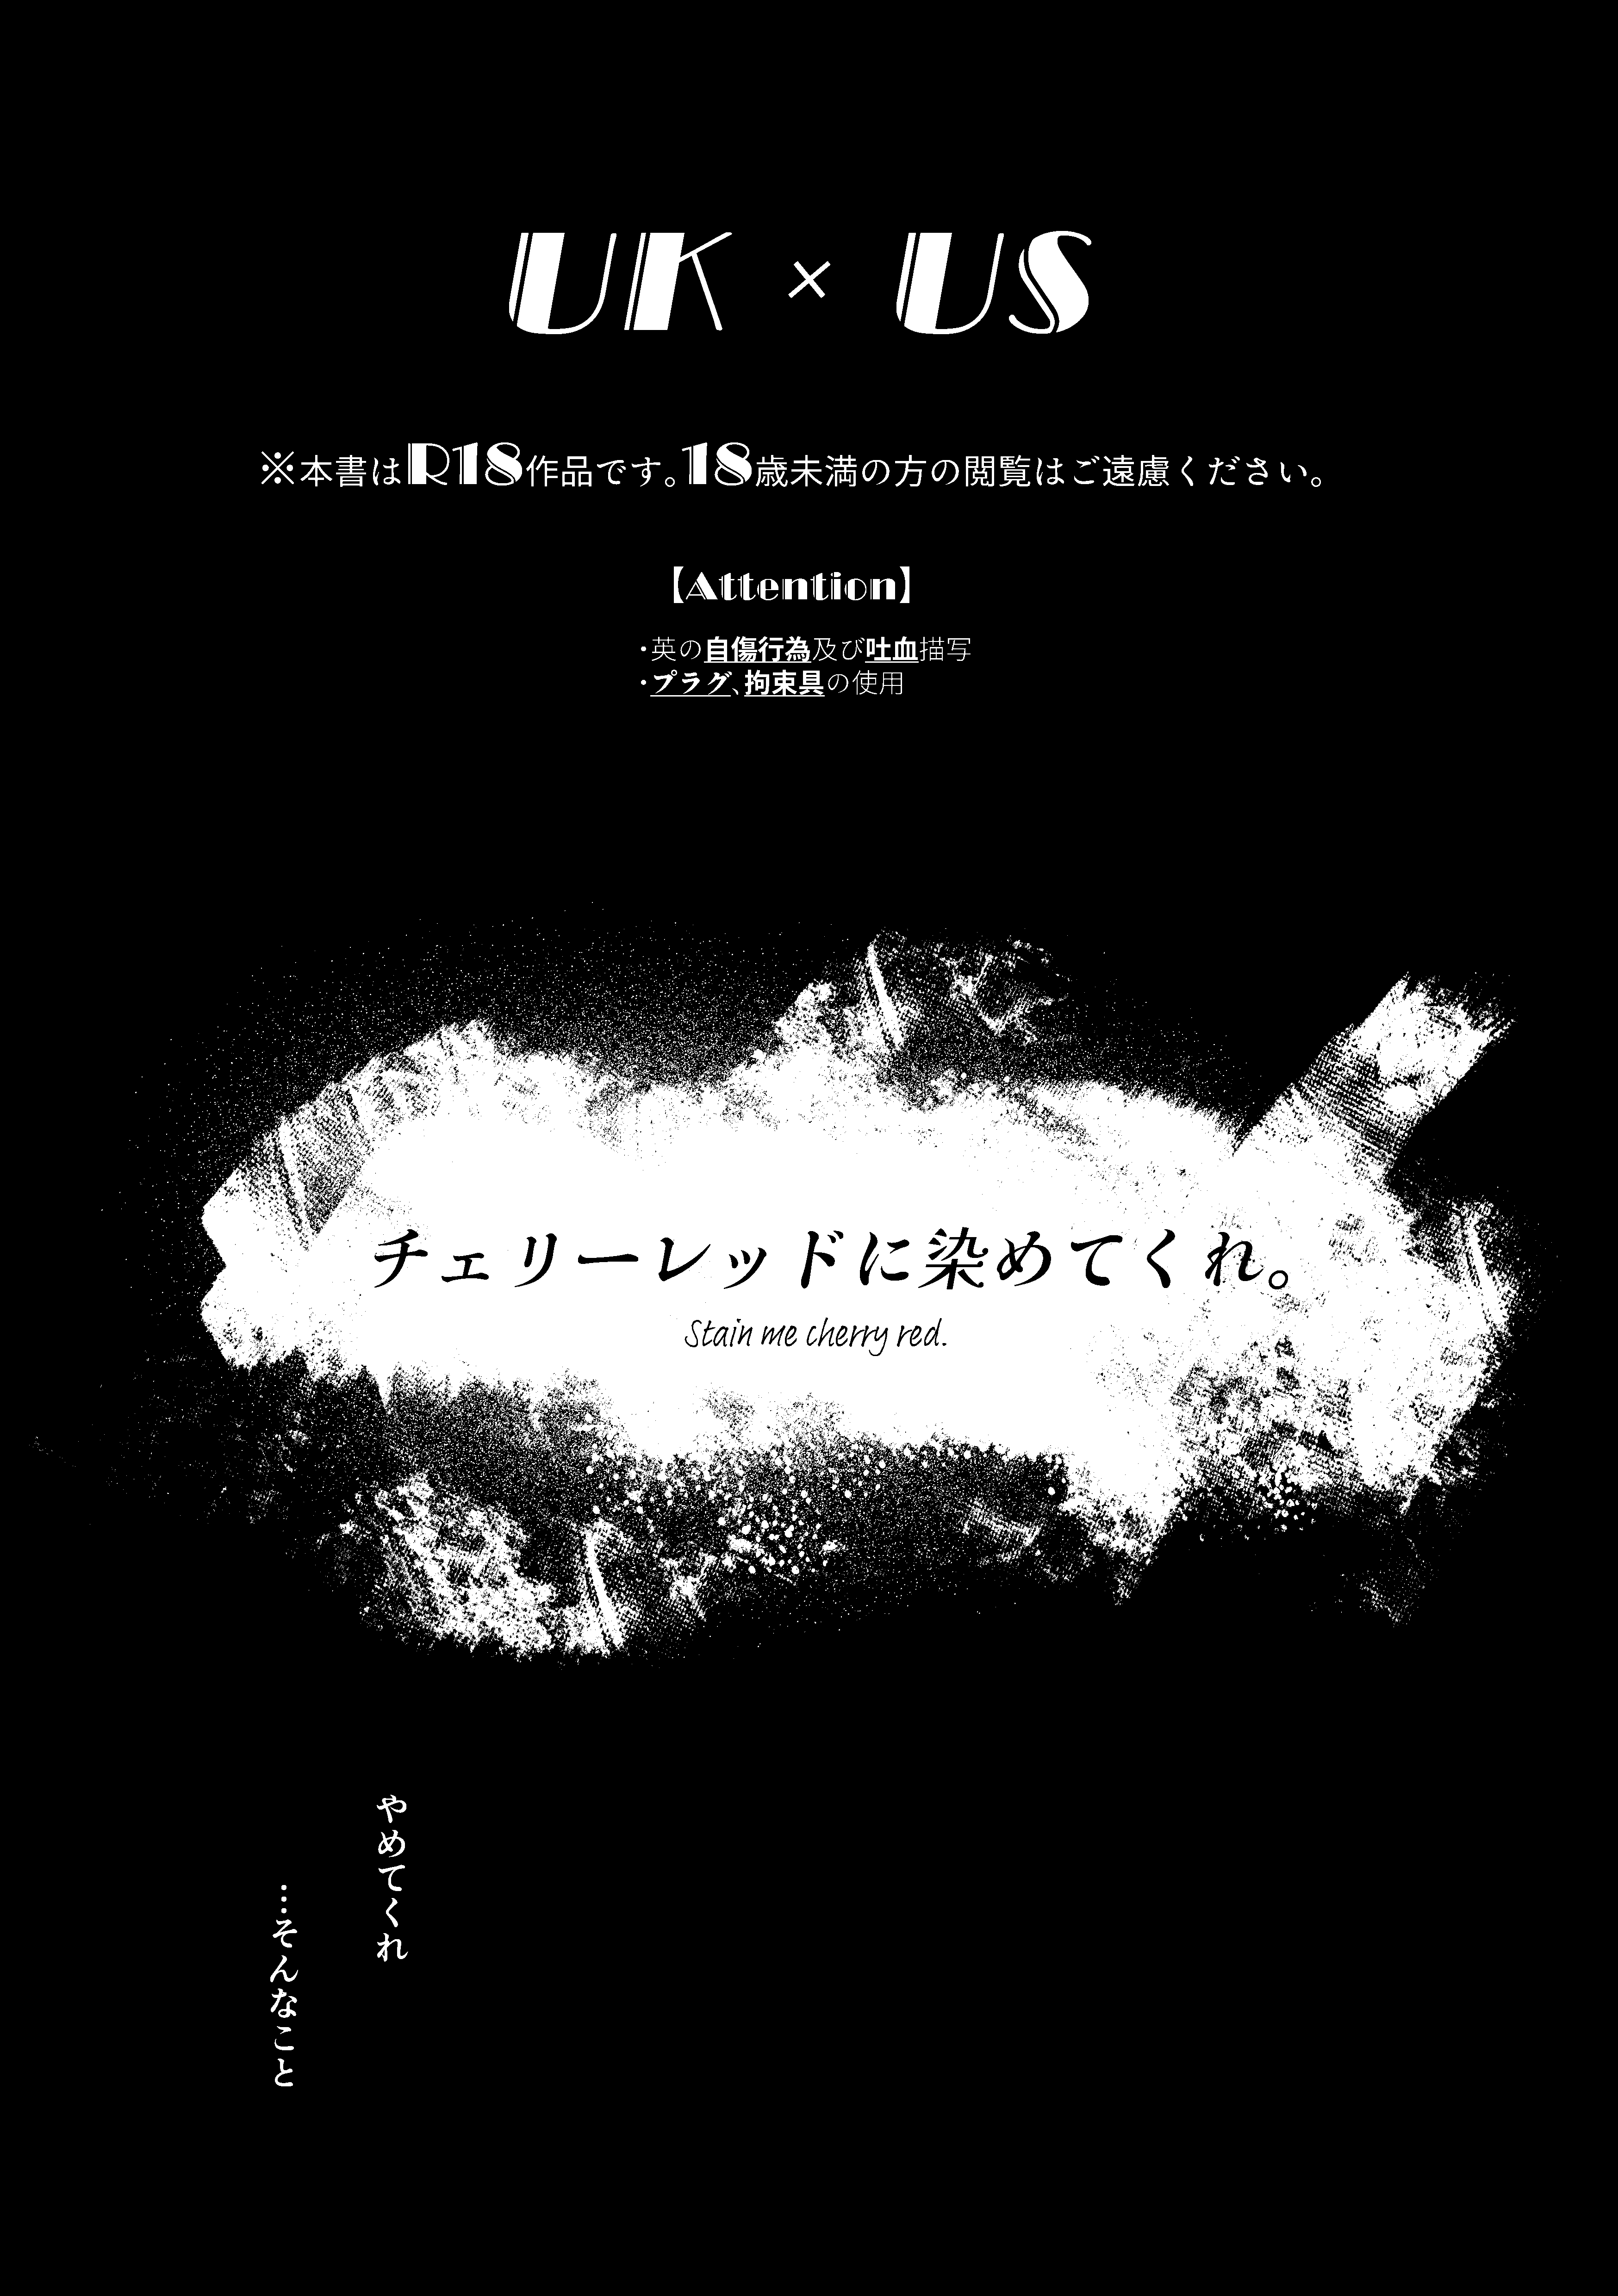 UK × US
※本書はR18作品です。18歳未満の方の閲覧はご遠慮ください。
【Attention】
・英の自傷行為及び吐血描写
・プラグ、拘束具の使用
チェリーレッドに染めてくれ。
Stain me cherry red.
やめてくれ
…そんなこと